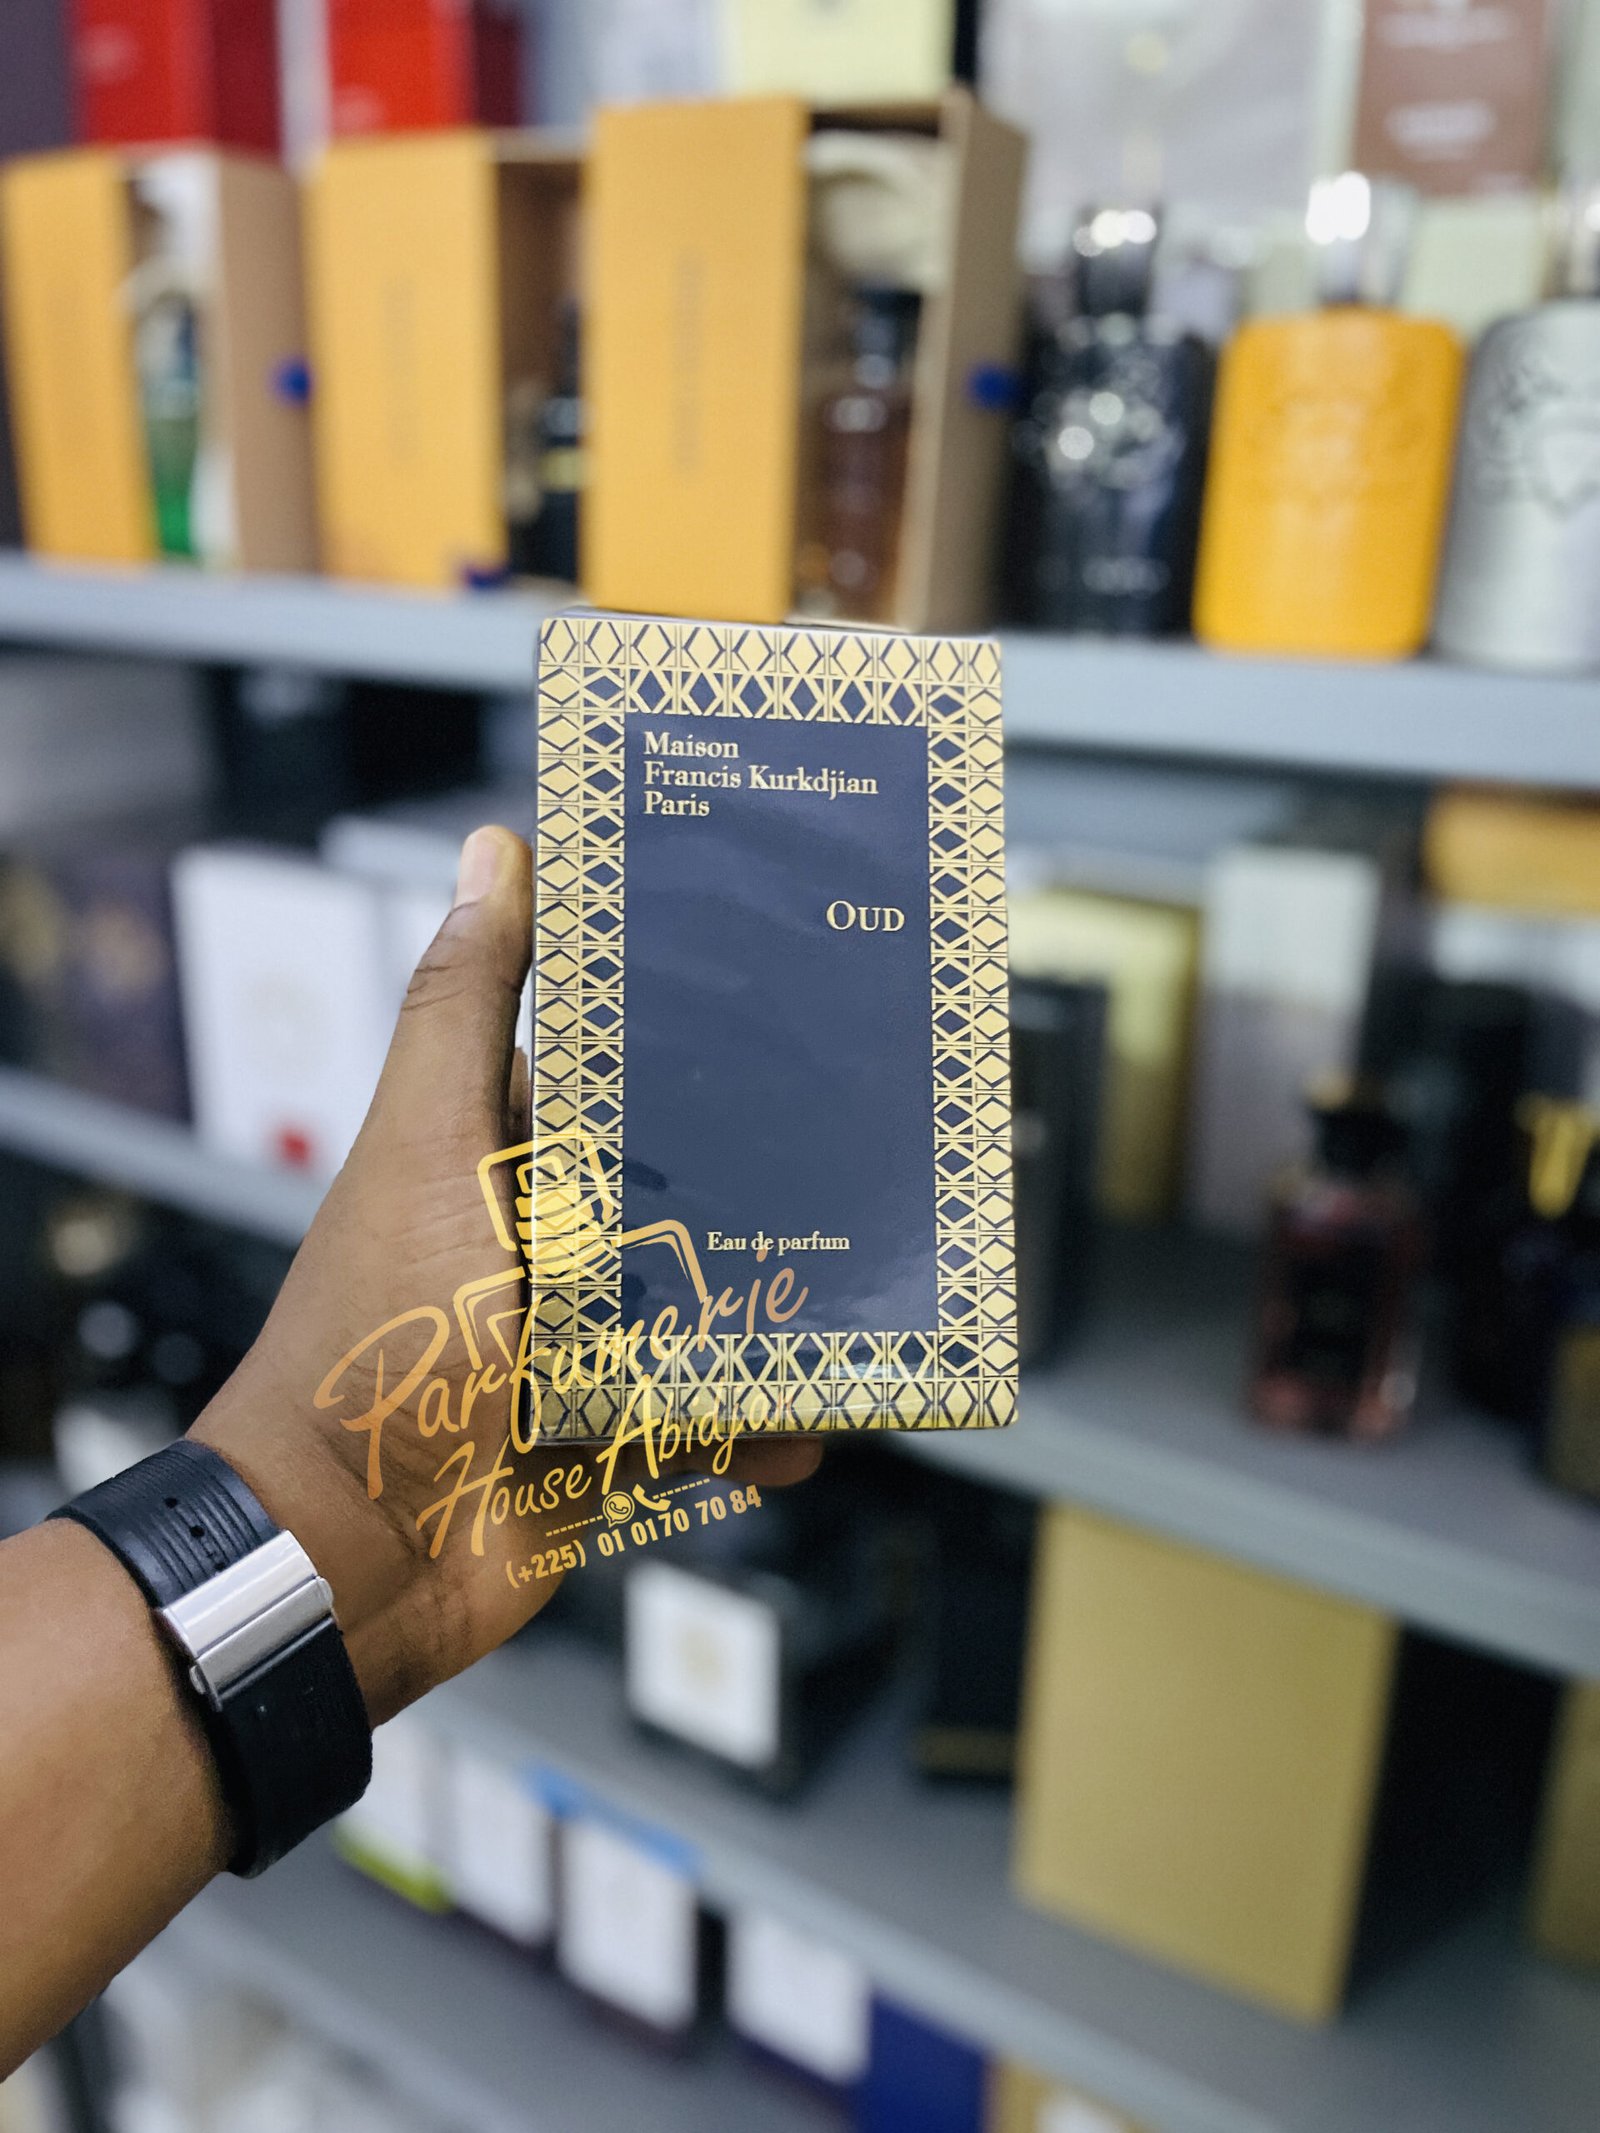 Maison
Francis Kurkdjian
Paris
OUD
Eau de parfum
Parfumerie
House Abidjan
(+225) 01 01 70 70 84